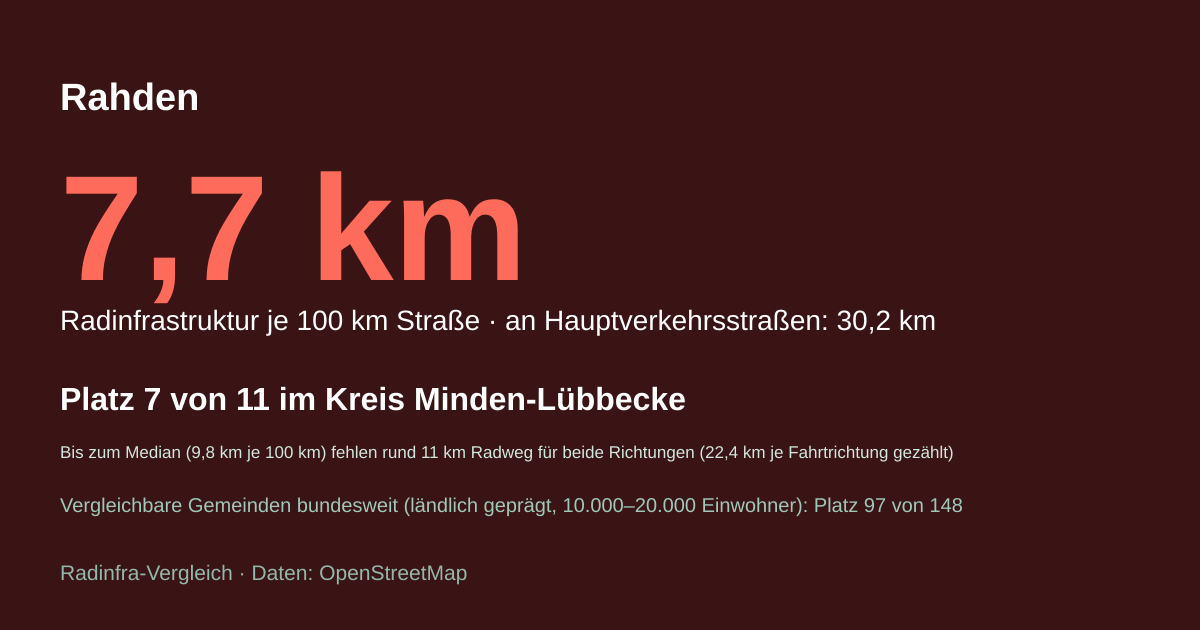 Rahden
7,7 km
Radinfrastruktur je 100 km Straße · an Hauptverkehrsstraßen: 30,2 km
Platz 7 von 11 im Kreis Minden-Lübbecke
Bis zum Median (9,8 km je 100 km) fehlen rund 11 km Radweg für beide Richtungen (22,4 km je Fahrtrichtung gezählt)
Vergleichbare Gemeinden bundesweit (ländlich geprägt, 10.000–20.000 Einwohner): Platz 97 von 148
Radinfra-Vergleich · Daten: OpenStreetMap